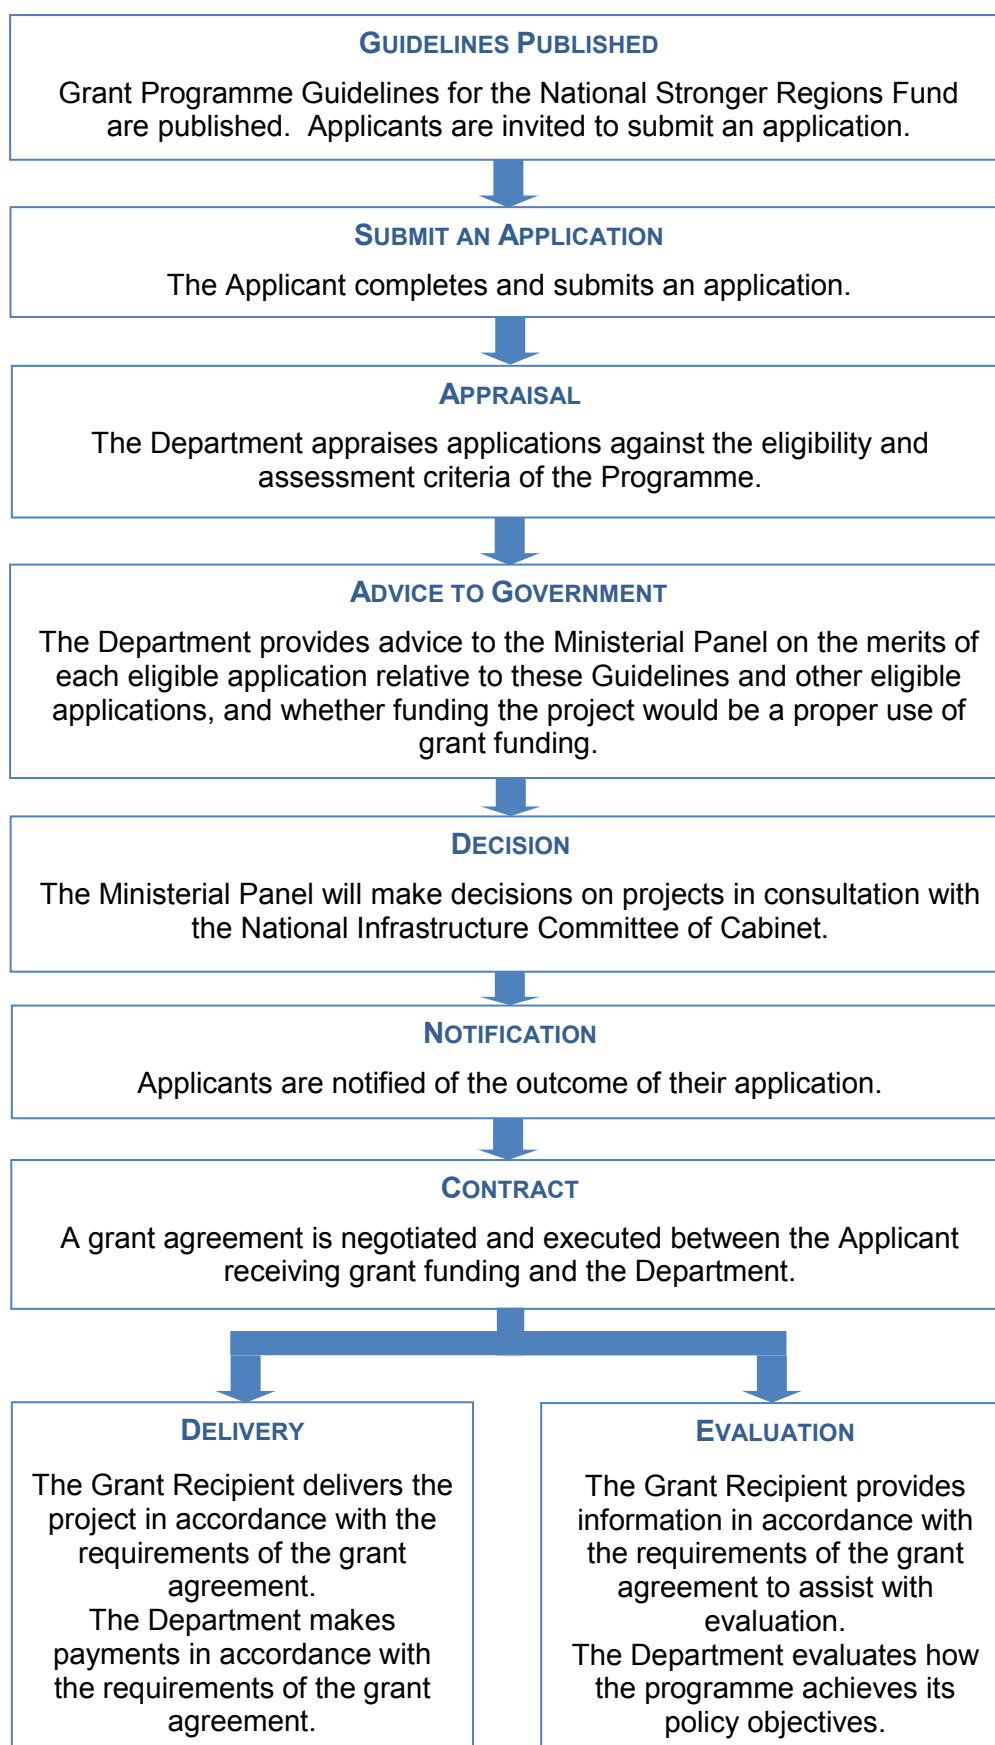 GUIDELINES PUBLISHED
Grant Programme Guidelines for the National Stronger Regions Fund
are published.  Applicants are invited to submit an application.
SUBMIT AN APPLICATION
The Applicant completes and submits an application.
APPRAISAL
The Department appraises applications against the eligibility and
assessment criteria of the Programme.
ADVICE TO GOVERNMENT
The Department provides advice to the Ministerial Panel on the merits of
each eligible application relative to these Guidelines and other eligible
applications, and whether funding the project would be a proper use of
grant funding.
DECISION
The Ministerial Panel will make decisions on projects in consultation with
the National Infrastructure Committee of Cabinet.
NOTIFICATION
Applicants are notified of the outcome of their application.
CONTRACT
A grant agreement is negotiated and executed between the Applicant
receiving grant funding and the Department.
DELIVERY
The Grant Recipient delivers the
project in accordance with the
requirements of the grant
agreement.
The Department makes
payments in accordance with
the requirements of the grant
agreement.
EVALUATION
The Grant Recipient provides
information in accordance with
the requirements of the grant
agreement to assist with
evaluation.
The Department evaluates how
the programme achieves its
policy objectives.